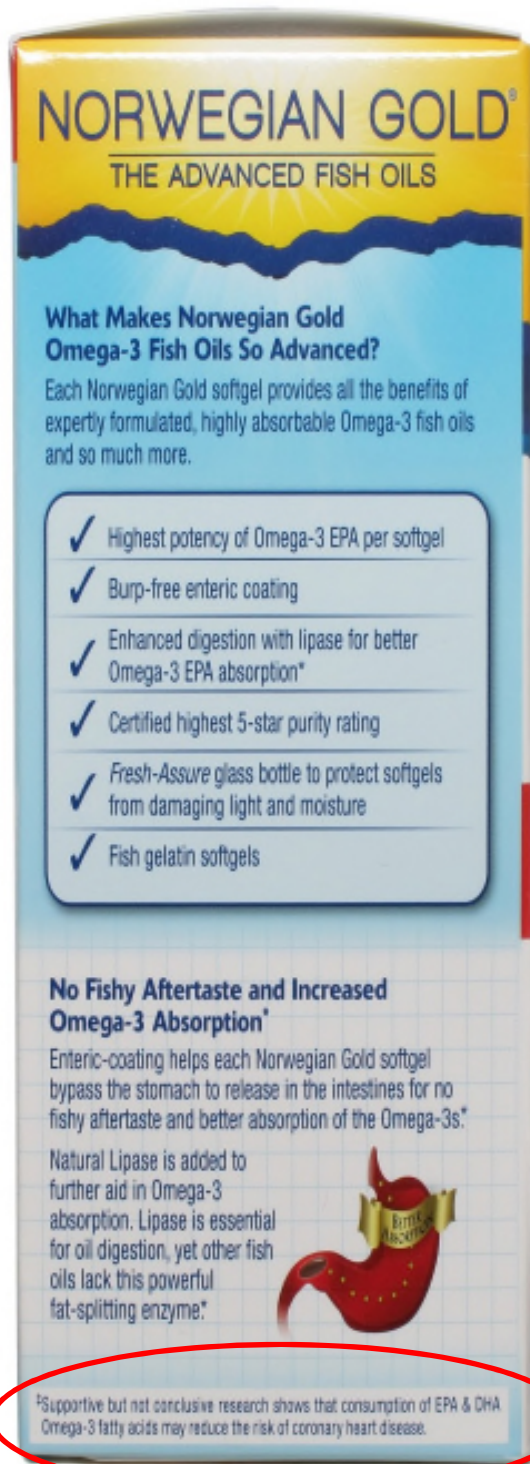 NORWEGIAN GOLD®
THE ADVANCED FISH OILS
What Makes Norwegian Gold
Omega-3 Fish Oils So Advanced?
Each Norwegian Gold softgel provides all the benefits of
expertly formulated, highly absorbable Omega-3 fish oils
and so much more.
✓ Highest potency of Omega-3 EPA per softgel
✓ Burp-free enteric coating
✓ Enhanced digestion with lipase for better
Omega-3 EPA absorption*
✓ Certified highest 5-star purity rating
✓ Fresh-Assure glass bottle to protect softgels
from damaging light and moisture
✓ Fish gelatin softgels
No Fishy Aftertaste and Increased
Omega-3 Absorption*
Enteric-coating helps each Norwegian Gold softgel
bypass the stomach to release in the intestines for no
fishy aftertaste and better absorption of the Omega-3s.*
Natural Lipase is added to
further aid in Omega-3
absorption. Lipase is essential
for oil digestion, yet other fish
oils lack this powerful
fat-splitting enzyme.*
BETTER
ABSORPTION
‡Supportive but not conclusive research shows that consumption of EPA & DHA
Omega-3 fatty acids may reduce the risk of coronary heart disease.